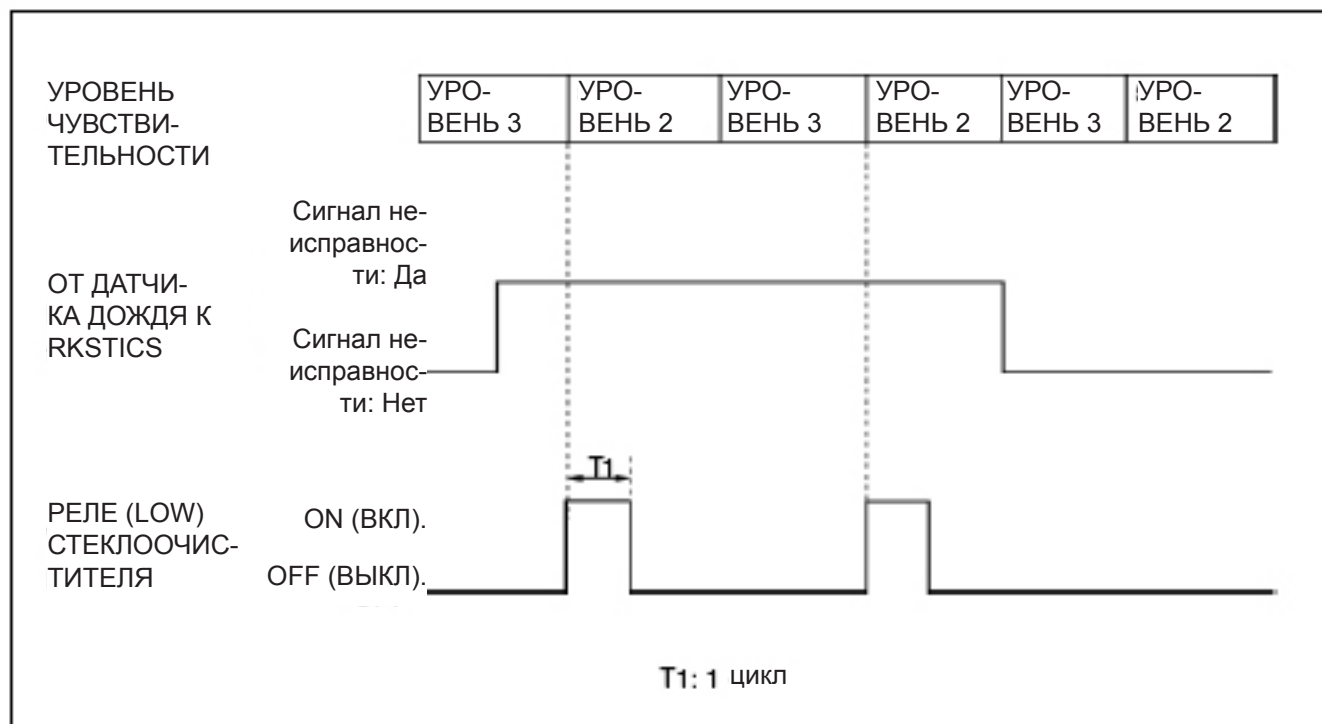 УРОВЕНЬ
ЧУВСТВИ-
ТЕЛЬНОСТИ
УРО-
ВЕНЬ 3
УРО-
ВЕНЬ 2
УРО-
ВЕНЬ 3
УРО-
ВЕНЬ 2
УРО-
ВЕНЬ 3
УРО-
ВЕНЬ 2
ОТ ДАТЧИ-
КА ДОЖДЯ К
RKSTICS
Сигнал не-
исправнос-
ти: Да
Сигнал не-
исправнос-
ти: Нет
T1
РЕЛЕ (LOW)
СТЕКЛООЧИС-
ТИТЕЛЯ
ON (ВКЛ).
OFF (ВЫКЛ).
T1: 1 цикл